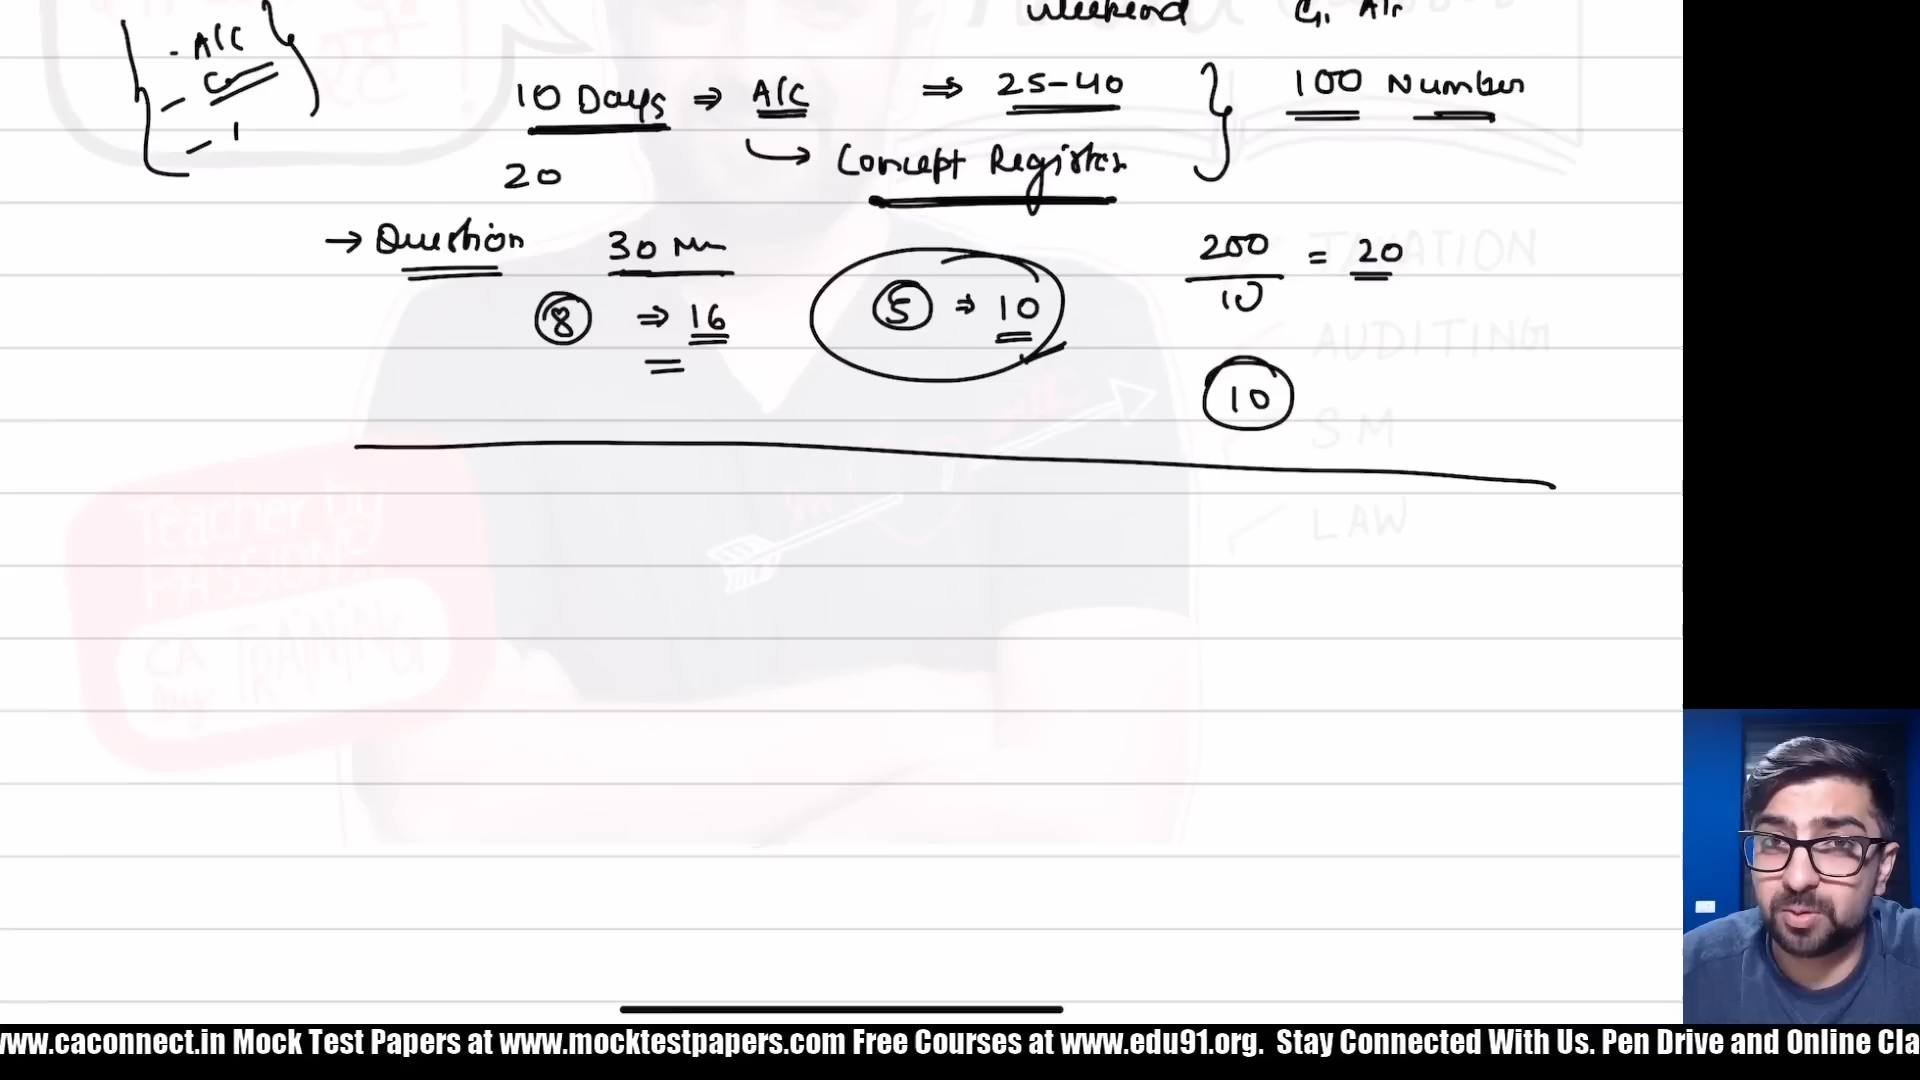 Weekend
- A/C
10 Days ⇒ A/C ⇒ 25-40 } 100 Number
20 ↳ Concept Register
→ Question 30 Min
200 / 10 = 20
8 ⇒ 16
5 ⇒ 10
10
TAXATION
AUDITING
S.M
LAW
Teacher by
PASSION
CA
By
TRAINING
www.caconnect.in Mock Test Papers at www.mocktestpapers.com Free Courses at www.edu91.org. Stay Connected With Us. Pen Drive and Online Cla